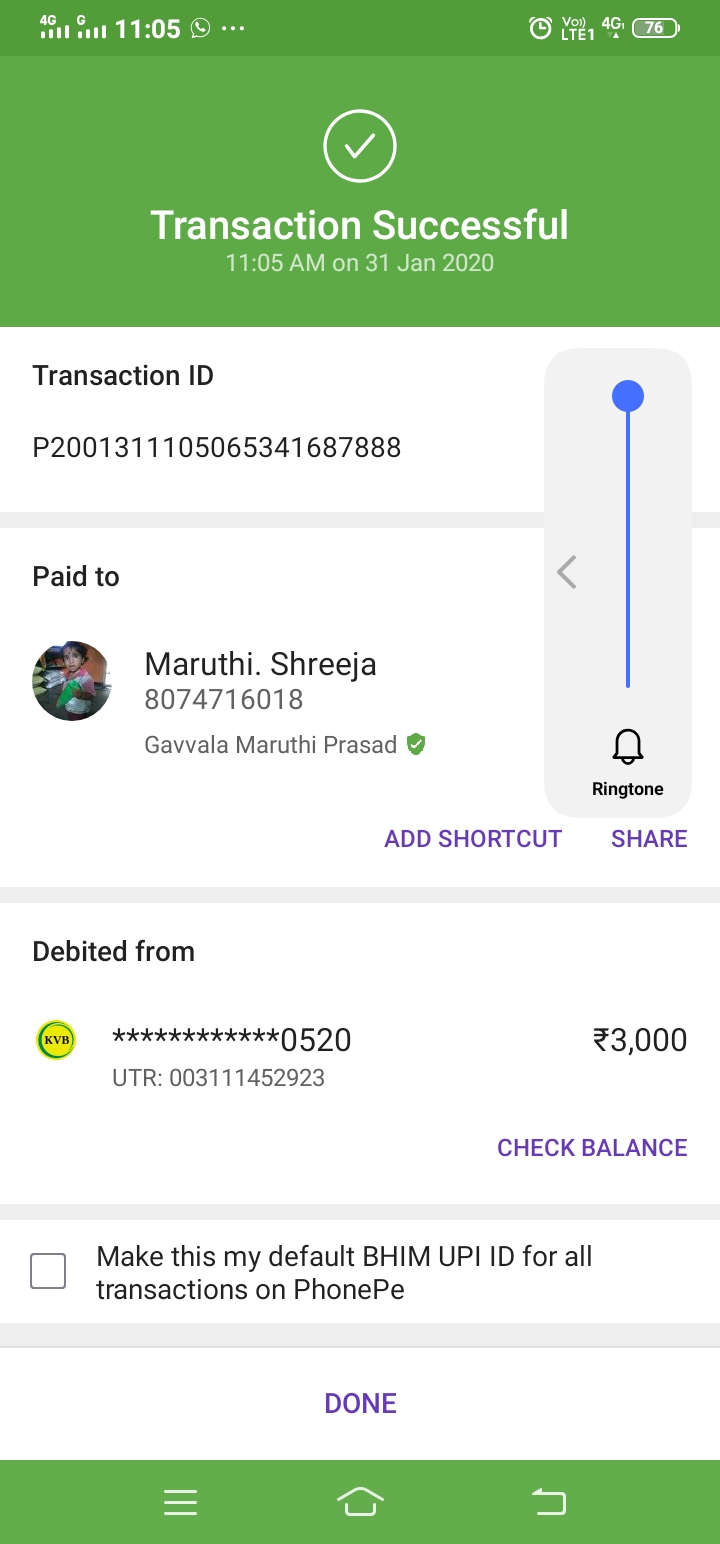 4G G 11:05 ... Vo)) LTE1 4G 76
Transaction Successful
11:05 AM on 31 Jan 2020
Transaction ID
P2001311105065341687888
Paid to
Maruthi. Shreeja
8074716018
Gavvala Maruthi Prasad
Ringtone
ADD SHORTCUT SHARE
Debited from
KVB ************0520 ₹3,000
UTR: 003111452923
CHECK BALANCE
Make this my default BHIM UPI ID for all
transactions on PhonePe
DONE